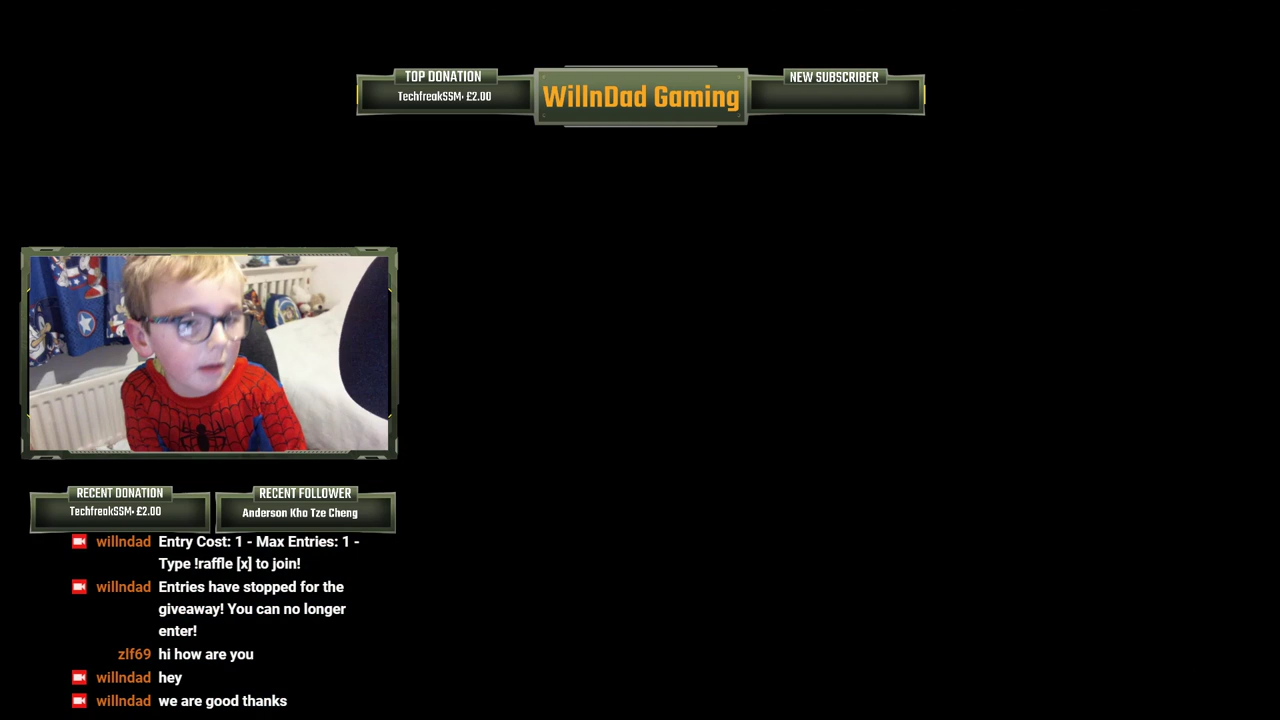 TOP DONATION
TechfreakSSM: £2.00
WillnDad Gaming
NEW SUBSCRIBER
RECENT DONATION
TechfreakSSM: £2.00
RECENT FOLLOWER
Anderson Kho Tze Cheng
willndad Entry Cost: 1 - Max Entries: 1 -
Type !raffle [x] to join!
willndad Entries have stopped for the
giveaway! You can no longer
enter!
zlf69 hi how are you
willndad hey
willndad we are good thanks